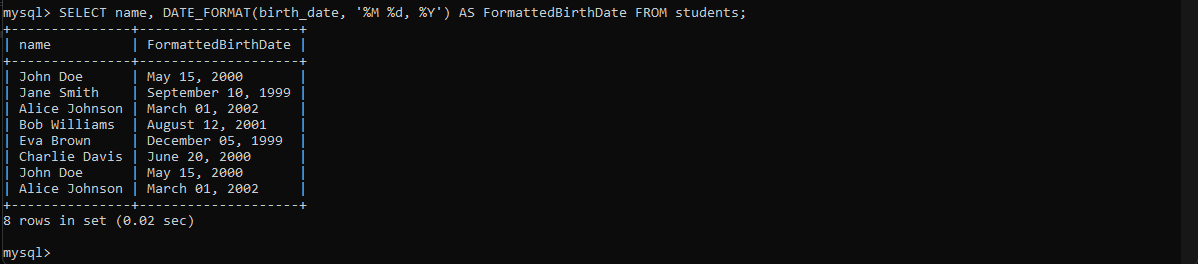 mysql> SELECT name, DATE_FORMAT(birth_date, '%M %d, %Y') AS FormattedBirthDate FROM students;
+---------------+--------------------+
| name          | FormattedBirthDate |
+---------------+--------------------+
| John Doe      | May 15, 2000       |
| Jane Smith    | September 10, 1999 |
| Alice Johnson | March 01, 2002     |
| Bob Williams  | August 12, 2001    |
| Eva Brown     | December 05, 1999  |
| Charlie Davis | June 20, 2000      |
| John Doe      | May 15, 2000       |
| Alice Johnson | March 01, 2002     |
+---------------+--------------------+
8 rows in set (0.02 sec)
mysql>